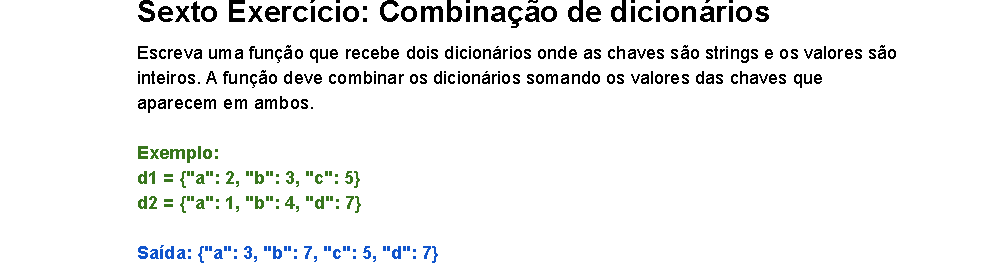 Sexto Exercício: Combinação de dicionários
Escreva uma função que recebe dois dicionários onde as chaves são strings e os valores são
inteiros. A função deve combinar os dicionários somando os valores das chaves que
aparecem em ambos.
Exemplo:
d1 = {"a": 2, "b": 3, "c": 5}
d2 = {"a": 1, "b": 4, "d": 7}
Saída: {"a": 3, "b": 7, "c": 5, "d": 7}